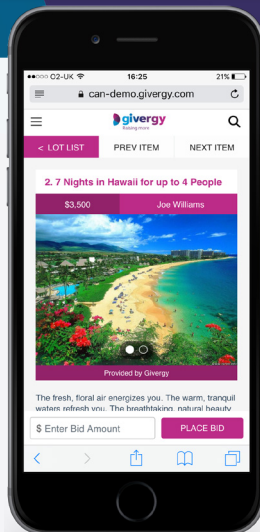 O2-UK 16:25 21%
can-demo.givergy.com
givergy
Raising more
< LOT LIST PREV ITEM NEXT ITEM
2. 7 Nights in Hawaii for up to 4 People
$3,500 Joe Williams
Provided by Givergy
The fresh, floral air energizes you. The warm, tranquil
waters refresh you. The breathtaking, natural beauty
$ Enter Bid Amount PLACE BID